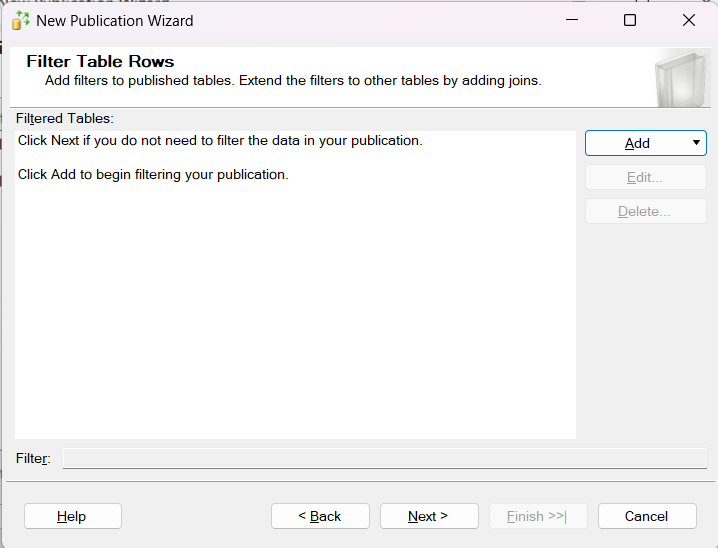 New Publication Wizard
Filter Table Rows
Add filters to published tables. Extend the filters to other tables by adding joins.
Filtered Tables:
Click Next if you do not need to filter the data in your publication.
Click Add to begin filtering your publication.
Add
Edit...
Delete...
Filter:
Help
< Back
Next >
Finish >>|
Cancel